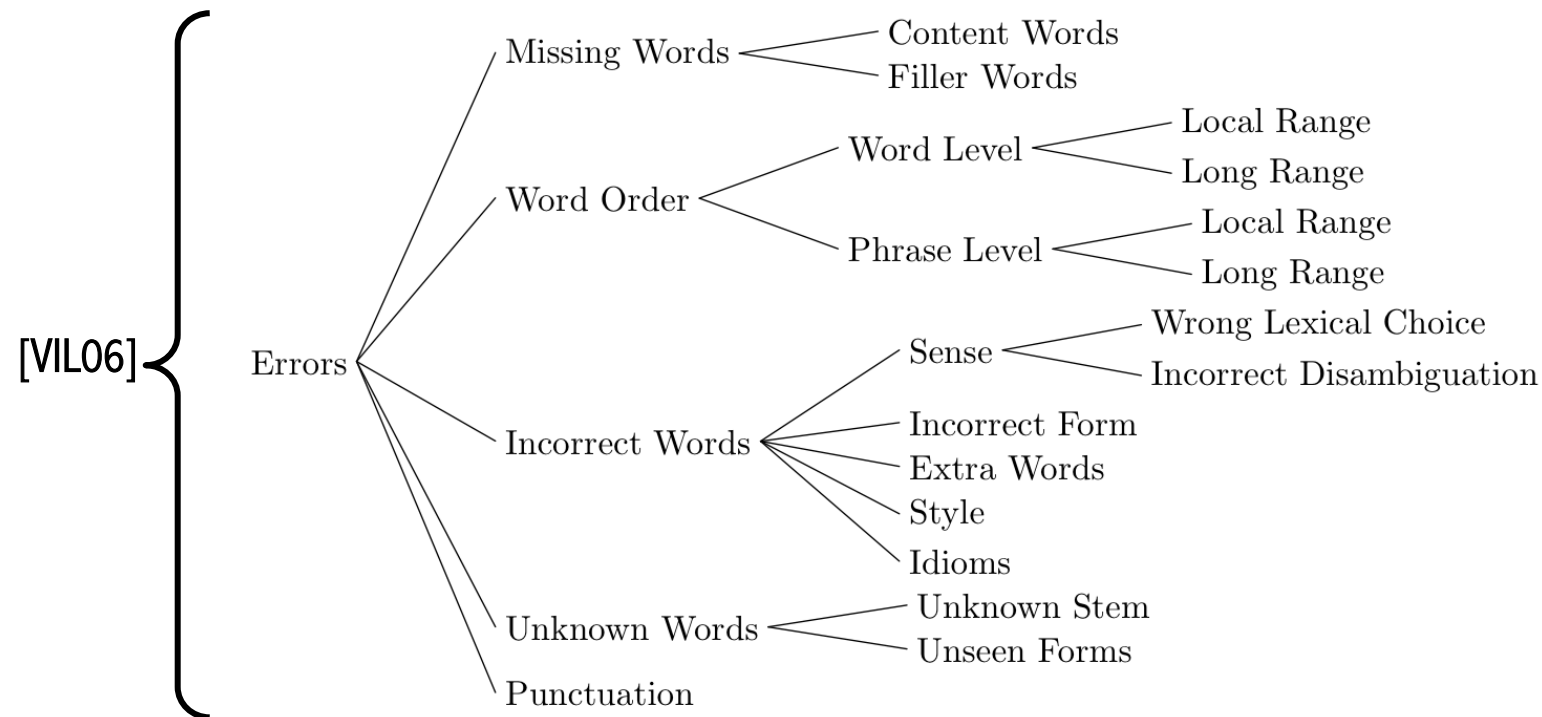 [VIL06]
Errors
Missing Words
Content Words
Filler Words
Word Order
Word Level
Local Range
Long Range
Phrase Level
Local Range
Long Range
Incorrect Words
Sense
Wrong Lexical Choice
Incorrect Disambiguation
Incorrect Form
Extra Words
Style
Idioms
Unknown Words
Unknown Stem
Unseen Forms
Punctuation